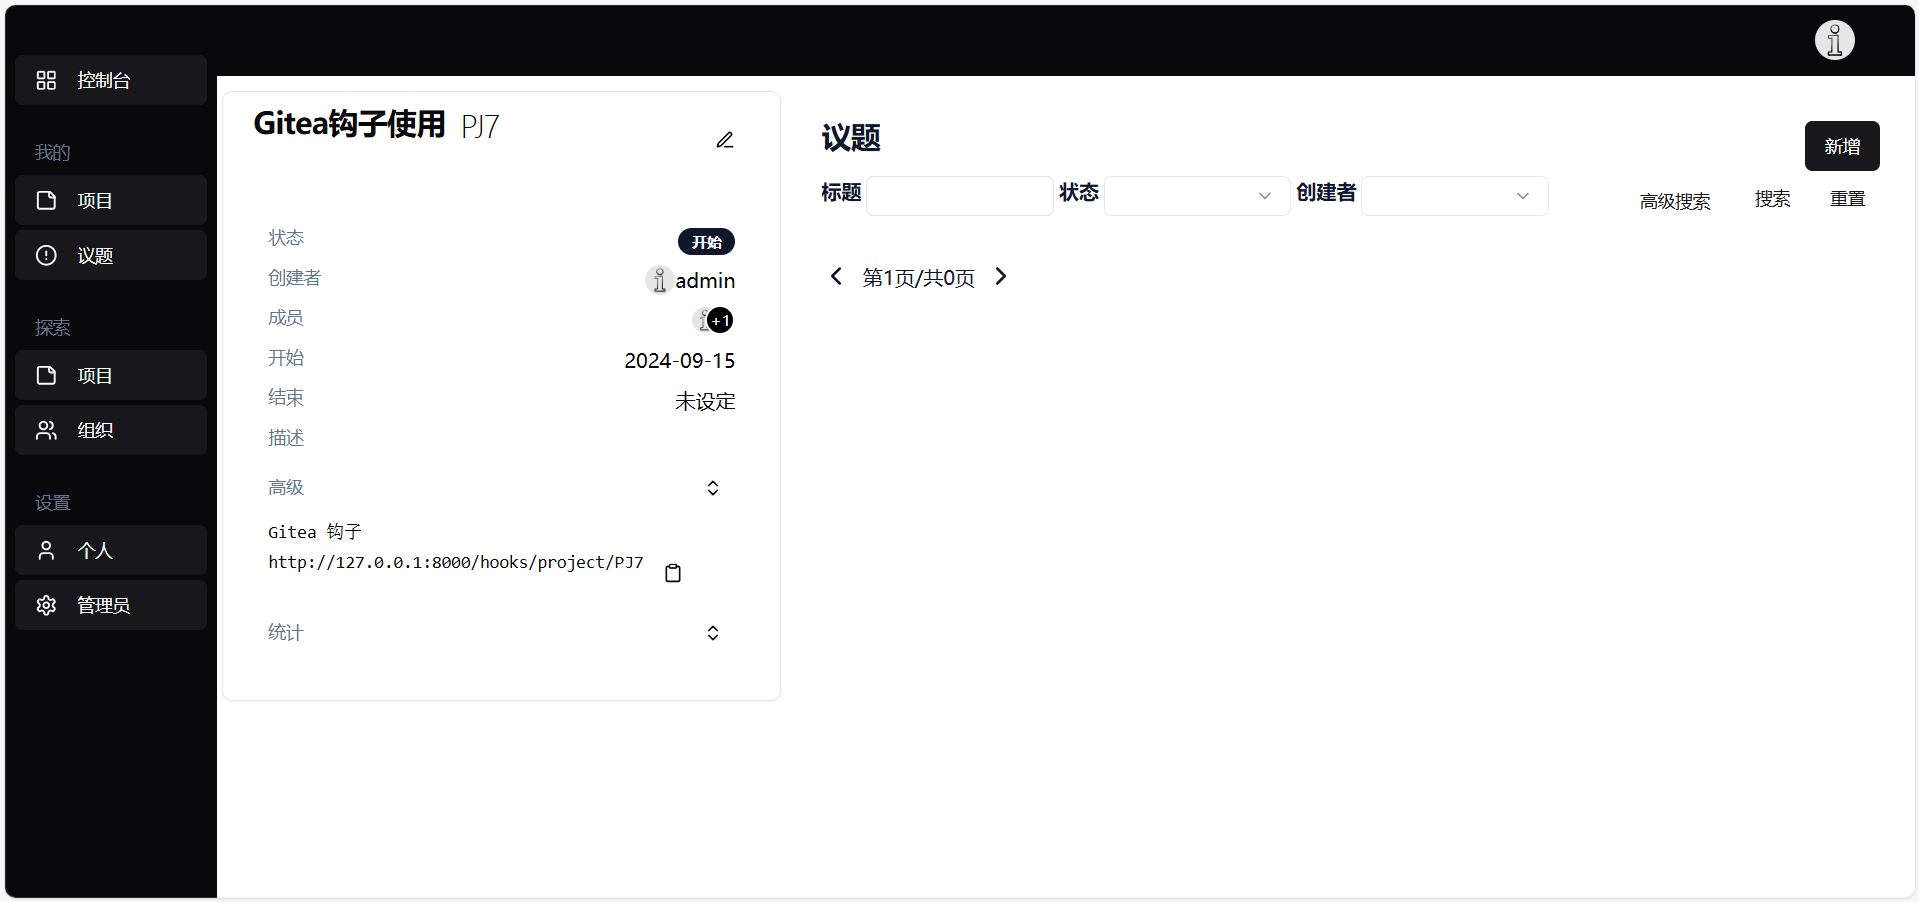 控制台
我的
项目
议题
探索
项目
组织
设置
个人
管理员
Gitea钩子使用 PJ7
状态 开始
创建者 admin
成员 +1
开始 2024-09-15
结束 未设定
描述
高级
Gitea 钩子
http://127.0.0.1:8000/hooks/project/PJ7
统计
议题
新增
标题 状态 创建者 高级搜索 搜索 重置
第1页/共0页